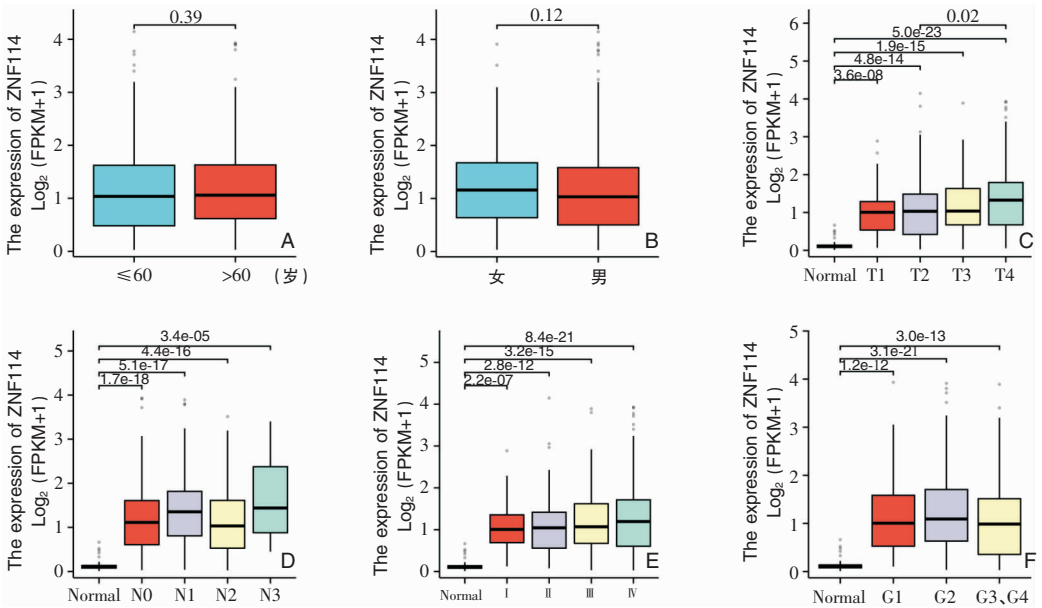 The expression of ZNF114
Log₂ (FPKM+1)
0.39
4
3
2
1
0
≤60
>60
(岁)
A
The expression of ZNF114
Log₂ (FPKM+1)
0.12
4
3
2
1
0
女
男
B
The expression of ZNF114
Log₂ (FPKM+1)
0.02
5.0e-23
1.9e-15
4.8e-14
3.6e-08
6
5
4
3
2
1
0
Normal
T1
T2
T3
T4
C
The expression of ZNF114
Log₂ (FPKM+1)
3.4e-05
4.4e-16
5.1e-17
1.7e-18
5
4
3
2
1
0
Normal
N0
N1
N2
N3
D
The expression of ZNF114
Log₂ (FPKM+1)
8.4e-21
3.2e-15
2.8e-12
2.2e-07
5
4
3
2
1
0
Normal
Ⅰ
Ⅱ
Ⅲ
Ⅳ
E
The expression of ZNF114
Log₂ (FPKM+1)
3.0e-13
3.1e-21
1.2e-12
5
4
3
2
1
0
Normal
G1
G2
G3、G4
F